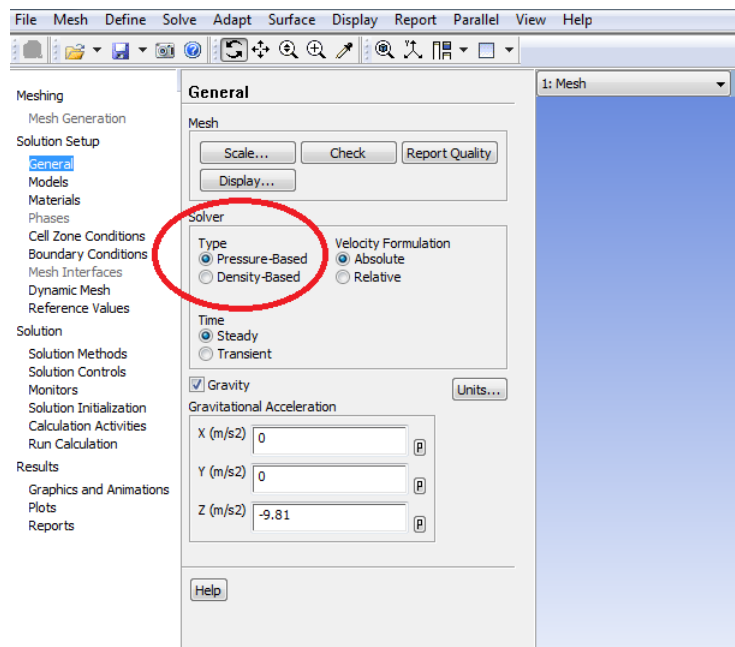 File Mesh Define Solve Adapt Surface Display Report Parallel View Help
1: Mesh
Meshing
Mesh Generation
Solution Setup
General
Models
Materials
Phases
Cell Zone Conditions
Boundary Conditions
Mesh Interfaces
Dynamic Mesh
Reference Values
Solution
Solution Methods
Solution Controls
Monitors
Solution Initialization
Calculation Activities
Run Calculation
Results
Graphics and Animations
Plots
Reports
General
Mesh
Scale... Check Report Quality
Display...
Solver
Type Velocity Formulation
Pressure-Based Absolute
Density-Based Relative
Time
Steady
Transient
Gravity Units...
Gravitational Acceleration
X (m/s2) 0 P
Y (m/s2) 0 P
Z (m/s2) -9.81 P
Help